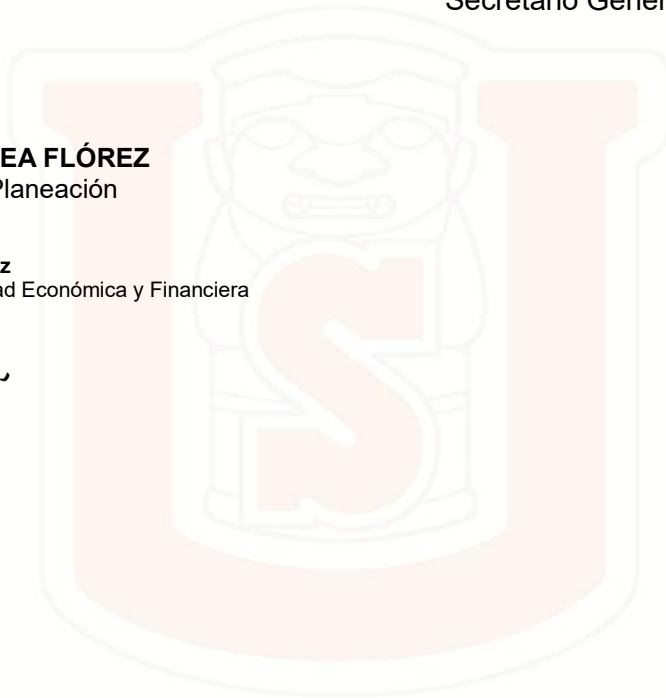 Secretario Gener
EA FLÓREZ
Planeación
z
ad Económica y Financiera